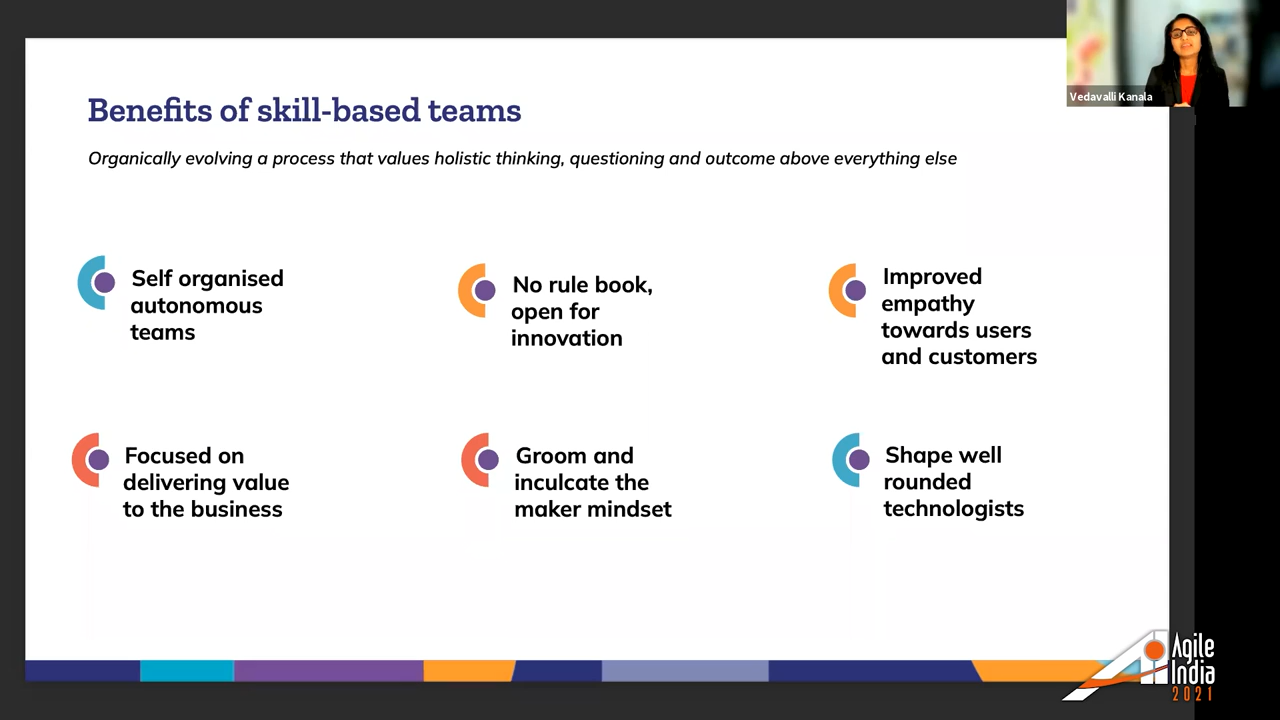 Benefits of skill-based teams
Organically evolving a process that values holistic thinking, questioning and outcome above everything else
Self organised
autonomous
teams
No rule book,
open for
innovation
Improved
empathy
towards users
and customers
Focused on
delivering value
to the business
Groom and
inculcate the
maker mindset
Shape well
rounded
technologists
Vedavalli Kanala
Agile
India
2021